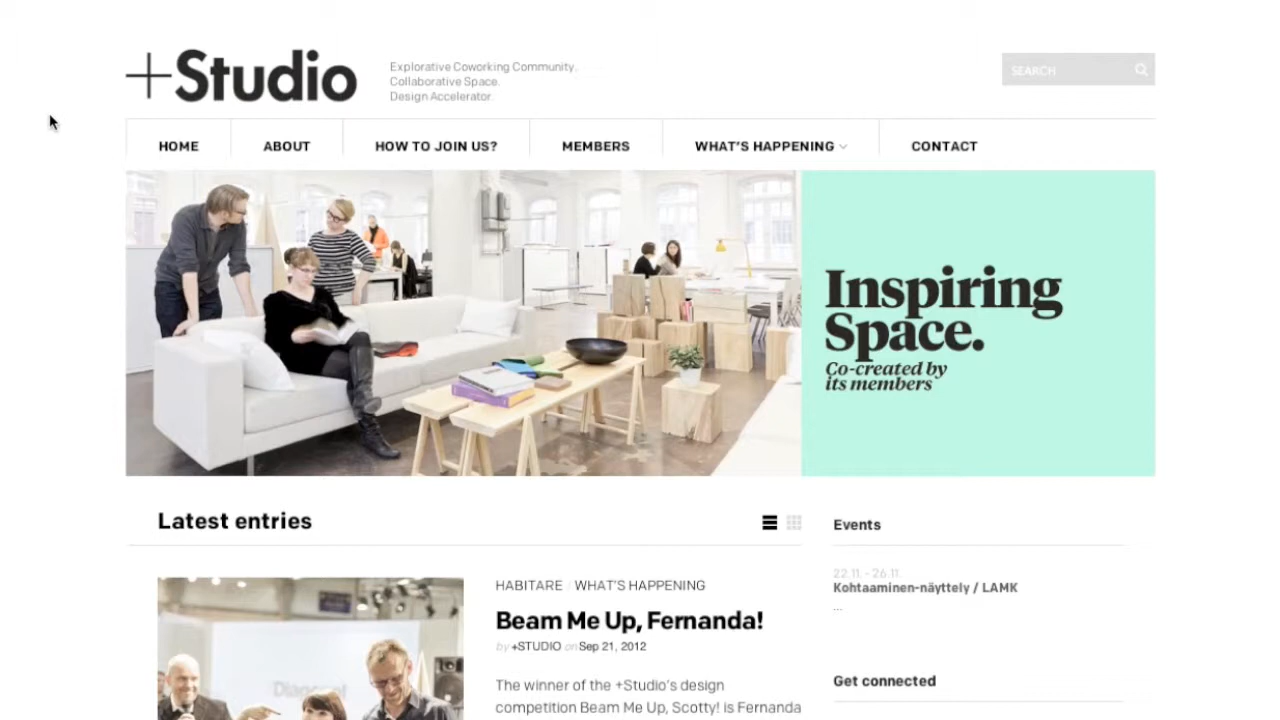 +Studio
Explorative Coworking Community.
Collaborative Space.
Design Accelerator.
SEARCH
HOME
ABOUT
HOW TO JOIN US?
MEMBERS
WHAT'S HAPPENING
CONTACT
Inspiring
Space.
Co-created by
its members
Latest entries
HABITARE / WHAT'S HAPPENING
Beam Me Up, Fernanda!
by +STUDIO on Sep 21, 2012
The winner of the +Studio's design
competition Beam Me Up, Scotty! is Fernanda
Events
22.11. - 26.11.
Kohtaaminen-näyttely / LAMK
...
Get connected